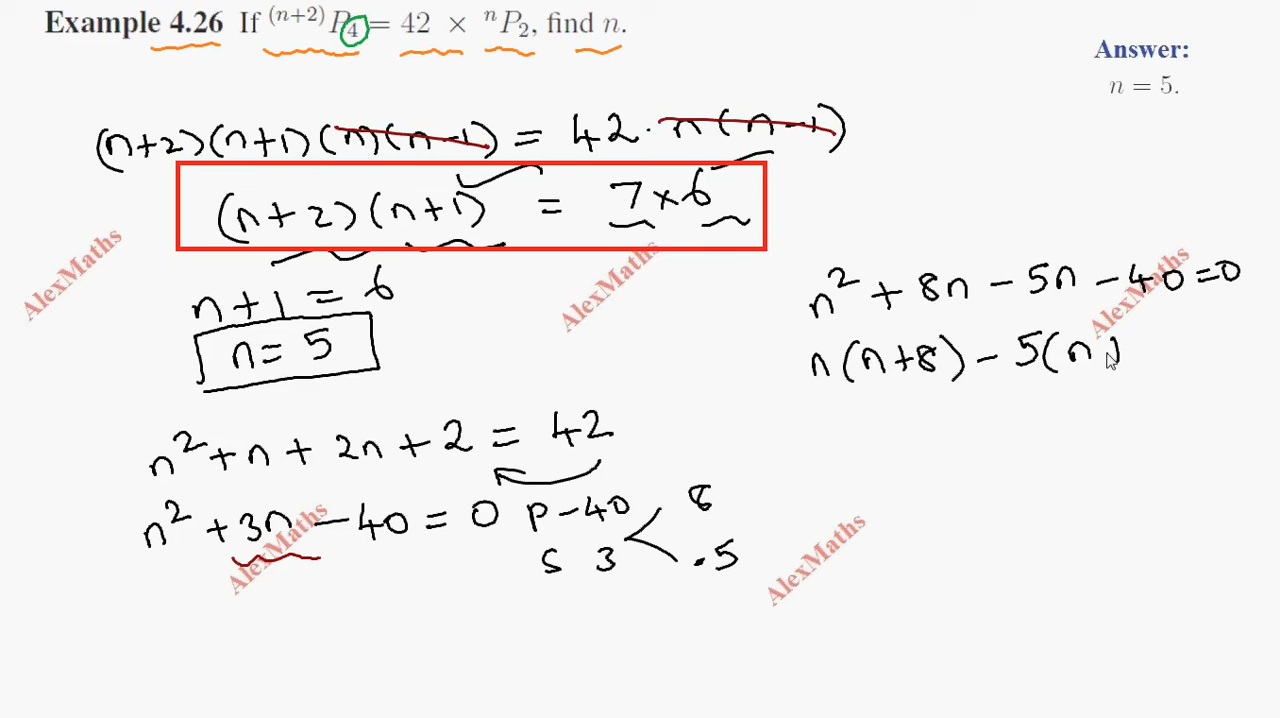 Example 4.26 If ⁽ⁿ⁺²⁾P₄ = 42 × ⁿP₂, find n.
Answer:
n = 5.
(n+2)(n+1)(n)(n-1) = 42 · n(n-1)
(n+2)(n+1) = 7×6
n+1 = 6
n = 5
n² + n + 2n + 2 = 42
n² + 3n - 40 = 0 P -40 8
S 3 -5
n² + 8n - 5n - 40 = 0
n(n+8) - 5(n
AlexMaths
AlexMaths
AlexMaths
AlexMaths
AlexMaths